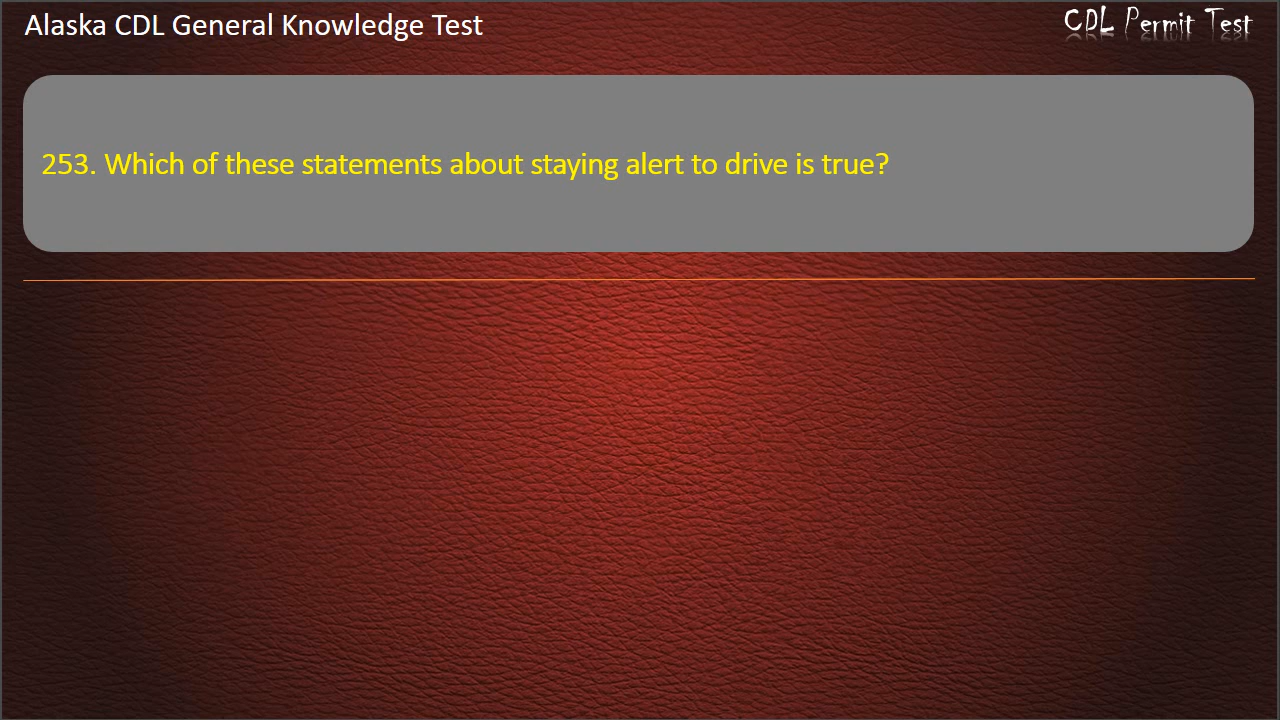 Alaska CDL General Knowledge Test
CDL Permit Test
253. Which of these statements about staying alert to drive is true?